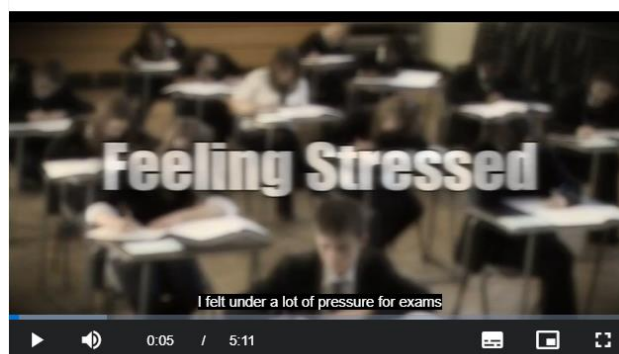 Feeling Stressed
I felt under a lot of pressure for exams
0:05 / 5:11